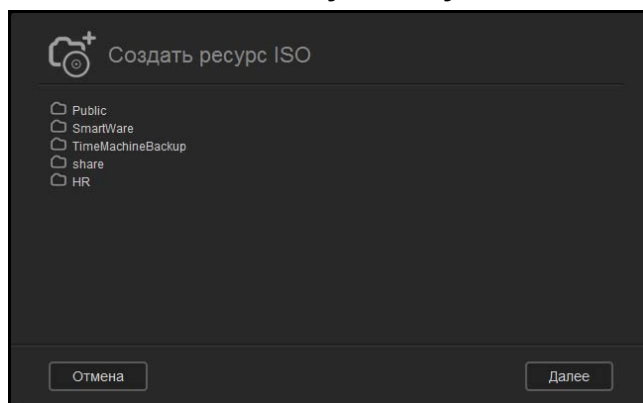 Создать ресурс ISO
Public
SmartWare
TimeMachineBackup
share
HR
Отмена
Далее